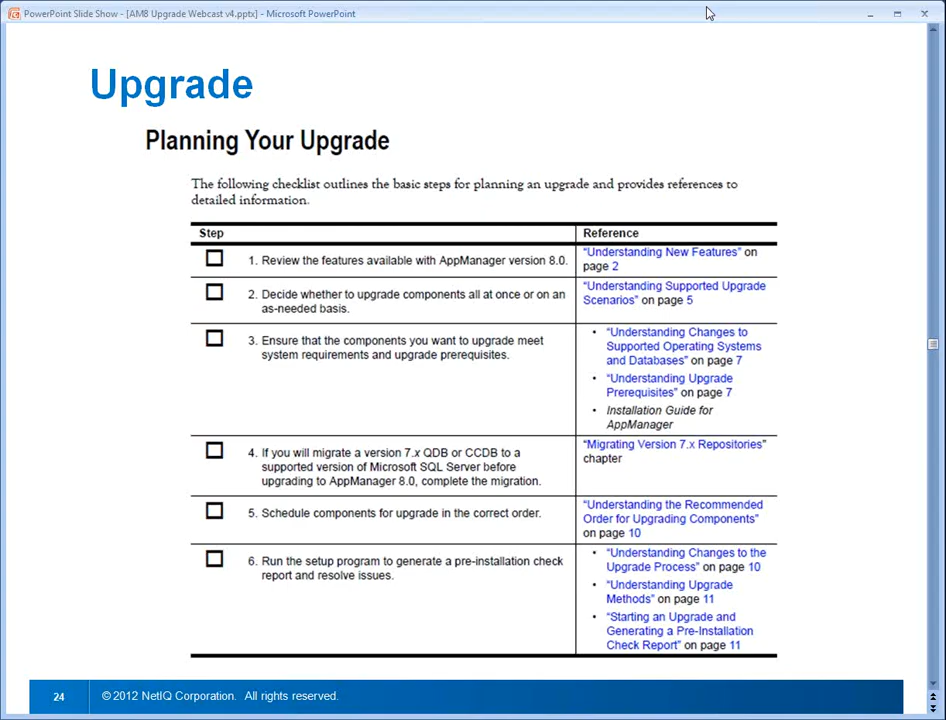 PowerPoint Slide Show - [AM8 Upgrade Webcast v4.pptx] - Microsoft PowerPoint
Upgrade
Planning Your Upgrade
The following checklist outlines the basic steps for planning an upgrade and provides references to
detailed information.
Step
Reference
1. Review the features available with AppManager version 8.0.
“Understanding New Features” on
page 2
2. Decide whether to upgrade components all at once or on an
as-needed basis.
“Understanding Supported Upgrade
Scenarios” on page 5
3. Ensure that the components you want to upgrade meet
system requirements and upgrade prerequisites.
• “Understanding Changes to
Supported Operating Systems
and Databases” on page 7
• “Understanding Upgrade
Prerequisites” on page 7
• Installation Guide for
AppManager
4. If you will migrate a version 7.x QDB or CCDB to a
supported version of Microsoft SQL Server before
upgrading to AppManager 8.0, complete the migration.
“Migrating Version 7.x Repositories”
chapter
5. Schedule components for upgrade in the correct order.
“Understanding the Recommended
Order for Upgrading Components”
on page 10
6. Run the setup program to generate a pre-installation check
report and resolve issues.
• “Understanding Changes to the
Upgrade Process” on page 10
• “Understanding Upgrade
Methods” on page 11
• “Starting an Upgrade and
Generating a Pre-Installation
Check Report” on page 11
24
© 2012 NetIQ Corporation. All rights reserved.